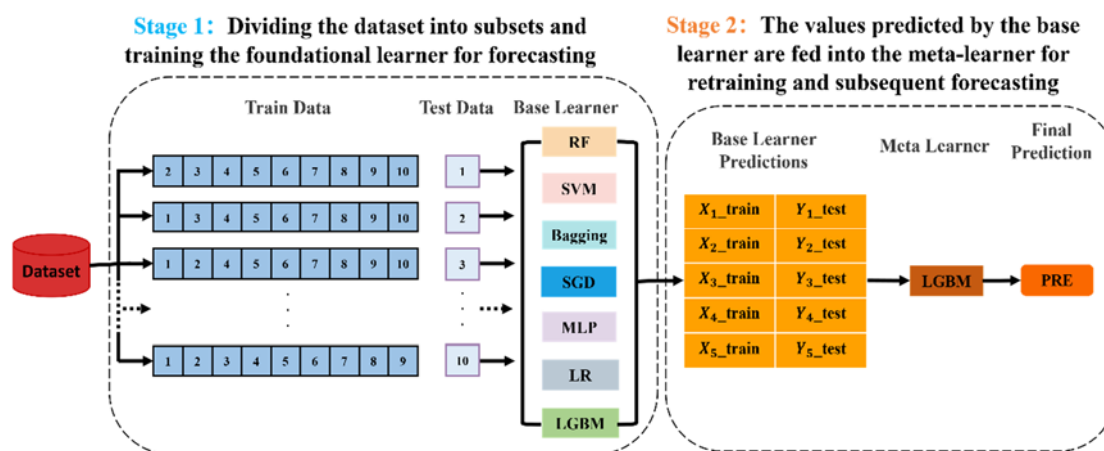 Stage 1: Dividing the dataset into subsets and
training the foundational learner for forecasting
Stage 2: The values predicted by the base
learner are fed into the meta-learner for
retraining and subsequent forecasting
Train Data
Test Data
Base Learner
Dataset
2 3 4 5 6 7 8 9 10
1
1 3 4 5 6 7 8 9 10
2
1 2 4 5 6 7 8 9 10
3
1 2 3 4 5 6 7 8 9
10
RF
SVM
Bagging
SGD
MLP
LR
LGBM
Base Learner
Predictions
Meta Learner
Final
Prediction
X₁_train Y₁_test
X₂_train Y₂_test
X₃_train Y₃_test
X₄_train Y₄_test
X₅_train Y₅_test
LGBM
PRE